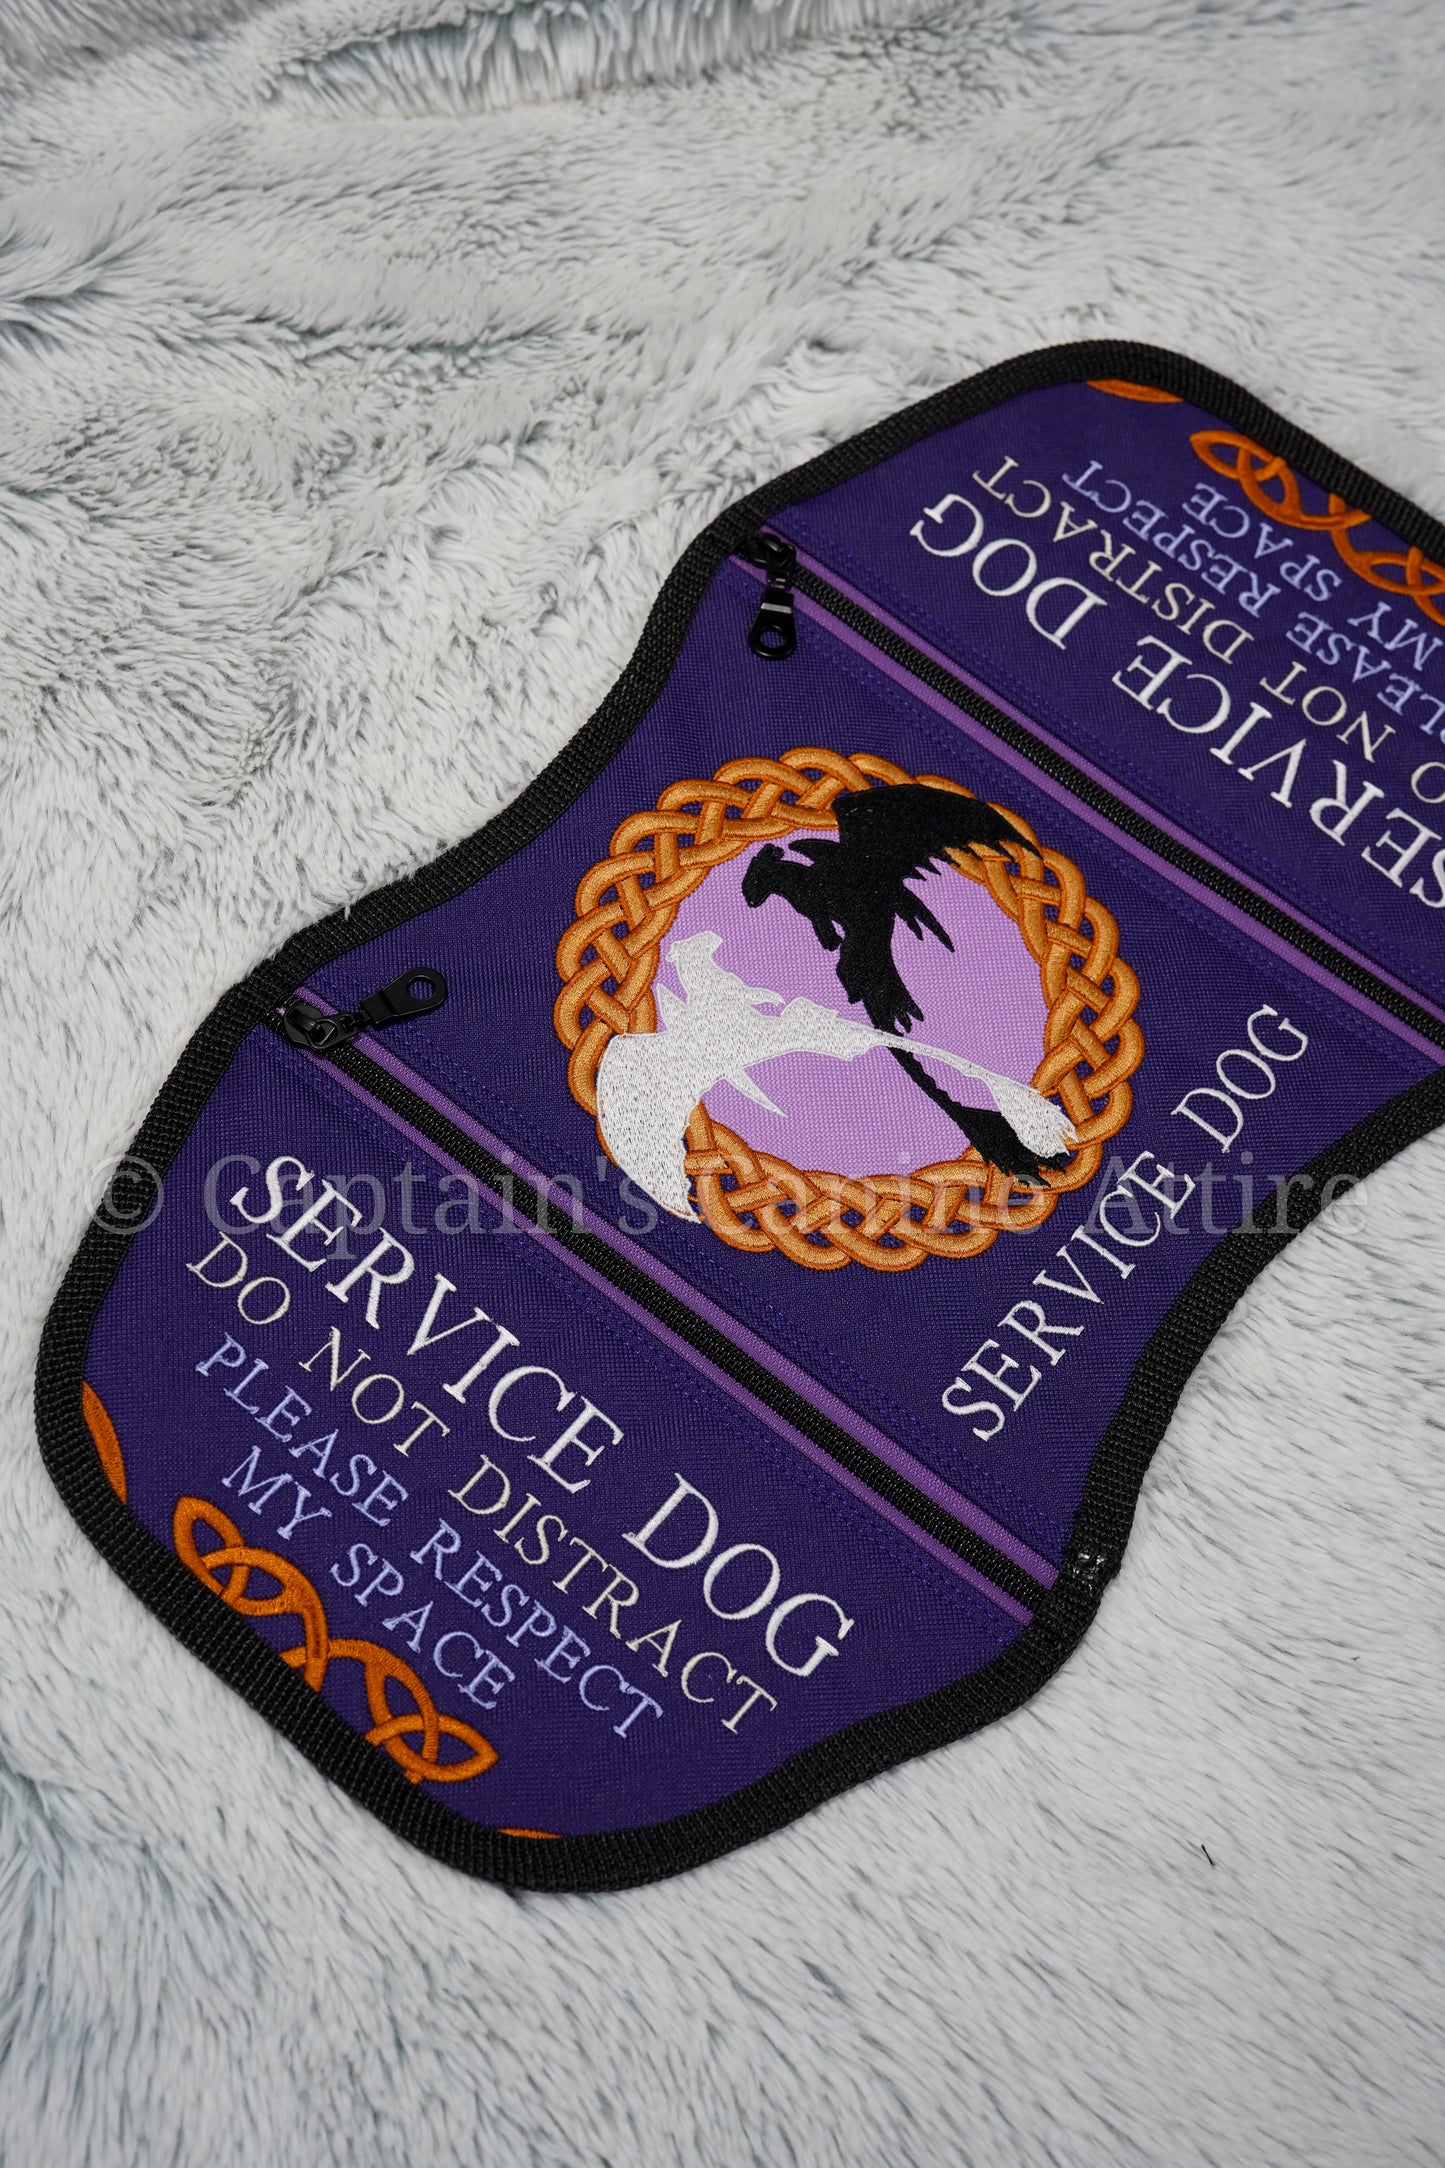 SERVICE DOG
DO NOT DISTRACT
PLEASE RESPECT
MY SPACE
SERVICE DOG
SERVICE DOG
DO NOT DISTRACT
PLEASE RESPECT
MY SPACE
© Captain's Canine Attire